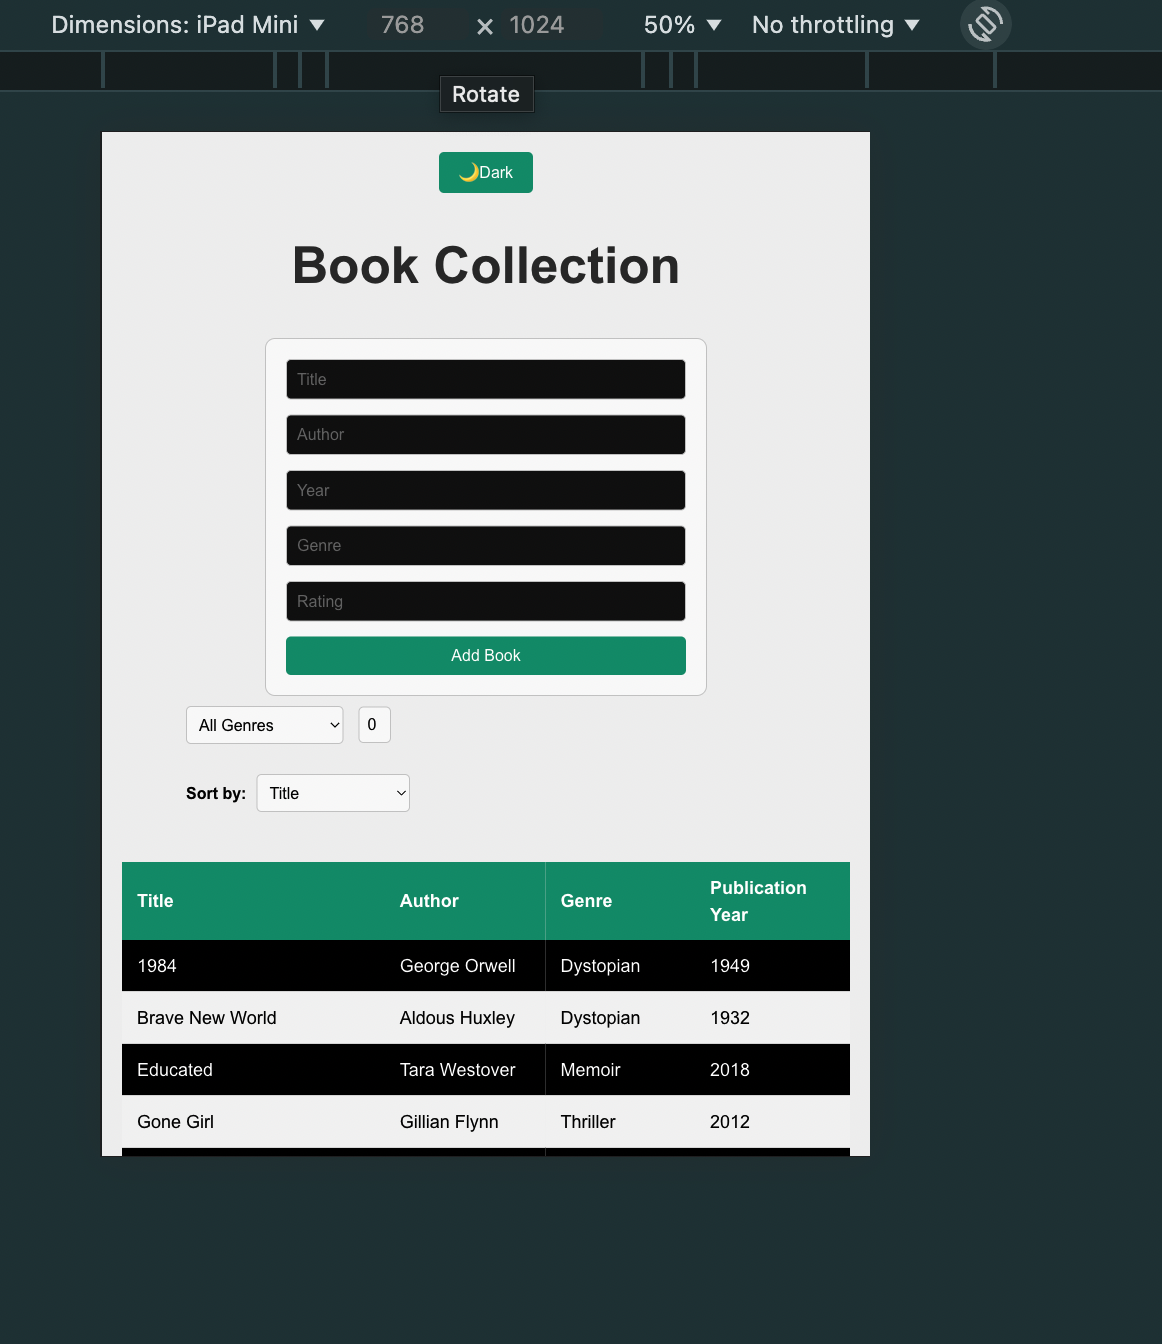 Dimensions: iPad Mini ▼ 768 × 1024 50% ▼ No throttling ▼
Rotate
🌙Dark
Book Collection
Title
Author
Year
Genre
Rating
Add Book
All Genres 0
Sort by: Title
Title Author Genre Publication Year
1984 George Orwell Dystopian 1949
Brave New World Aldous Huxley Dystopian 1932
Educated Tara Westover Memoir 2018
Gone Girl Gillian Flynn Thriller 2012